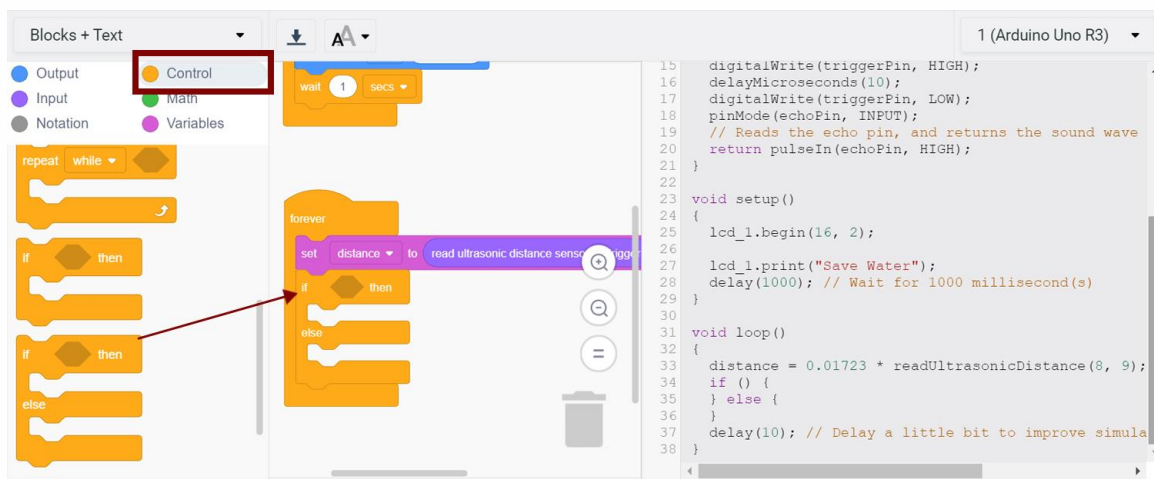 Blocks + Text
AA
1 (Arduino Uno R3)
Output
Control
Input
Math
Notation
Variables
repeat while
if then
if then
else
wait 1 secs
forever
set distance to read ultrasonic distance
if then
else
15 digitalWrite(triggerPin, HIGH);
16 delayMicroseconds(10);
17 digitalWrite(triggerPin, LOW);
18 pinMode(echoPin, INPUT);
19 // Reads the echo pin, and returns the sound wave
20 return pulseIn(echoPin, HIGH);
21 }
22
23 void setup()
24 {
25 lcd_1.begin(16, 2);
26
27 lcd_1.print("Save Water");
28 delay(1000); // Wait for 1000 millisecond(s)
29 }
30
31 void loop()
32 {
33 distance = 0.01723 * readUltrasonicDistance(8, 9);
34 if () {
35 } else {
36 }
37 delay(10); // Delay a little bit to improve simula
38 }